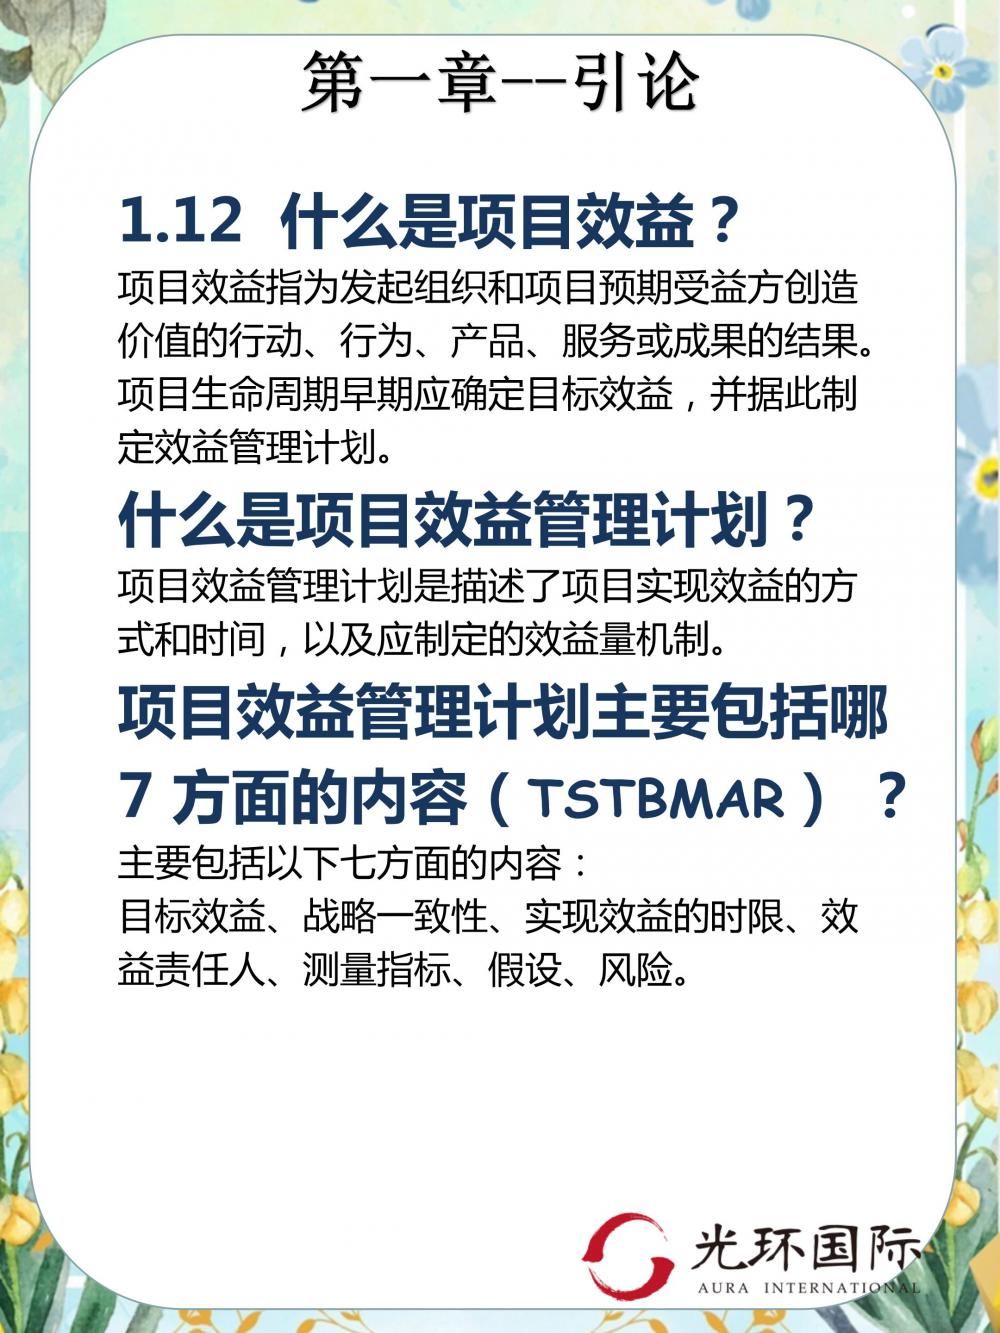 第一章--引论
1.12 什么是项目效益？
项目效益指为发起组织和项目预期受益方创造
价值的行动、行为、产品、服务或成果的结果。
项目生命周期早期应确定目标效益，并据此制
定效益管理计划。
什么是项目效益管理计划？
项目效益管理计划是描述了项目实现效益的方
式和时间，以及应制定的效益量机制。
项目效益管理计划主要包括哪
7 方面的内容（TSTBMAR） ？
主要包括以下七方面的内容：
目标效益、战略一致性、实现效益的时限、效
益责任人、测量指标、假设、风险。
光环国际
AURA INTERNATIONAL